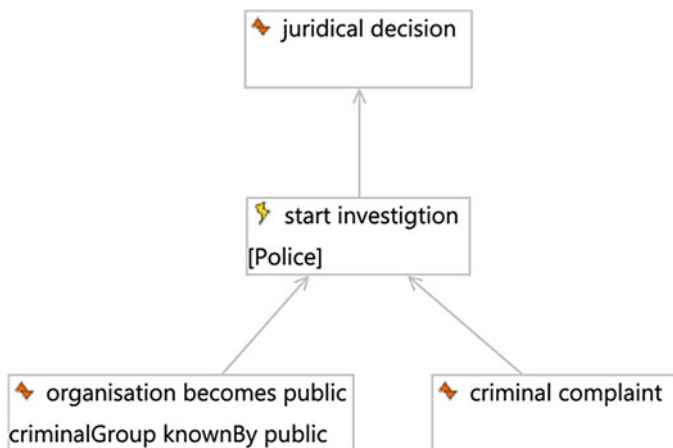 juridical decision
start investigtion
[Police]
organisation becomes public
criminalGroup knownBy public
criminal complaint